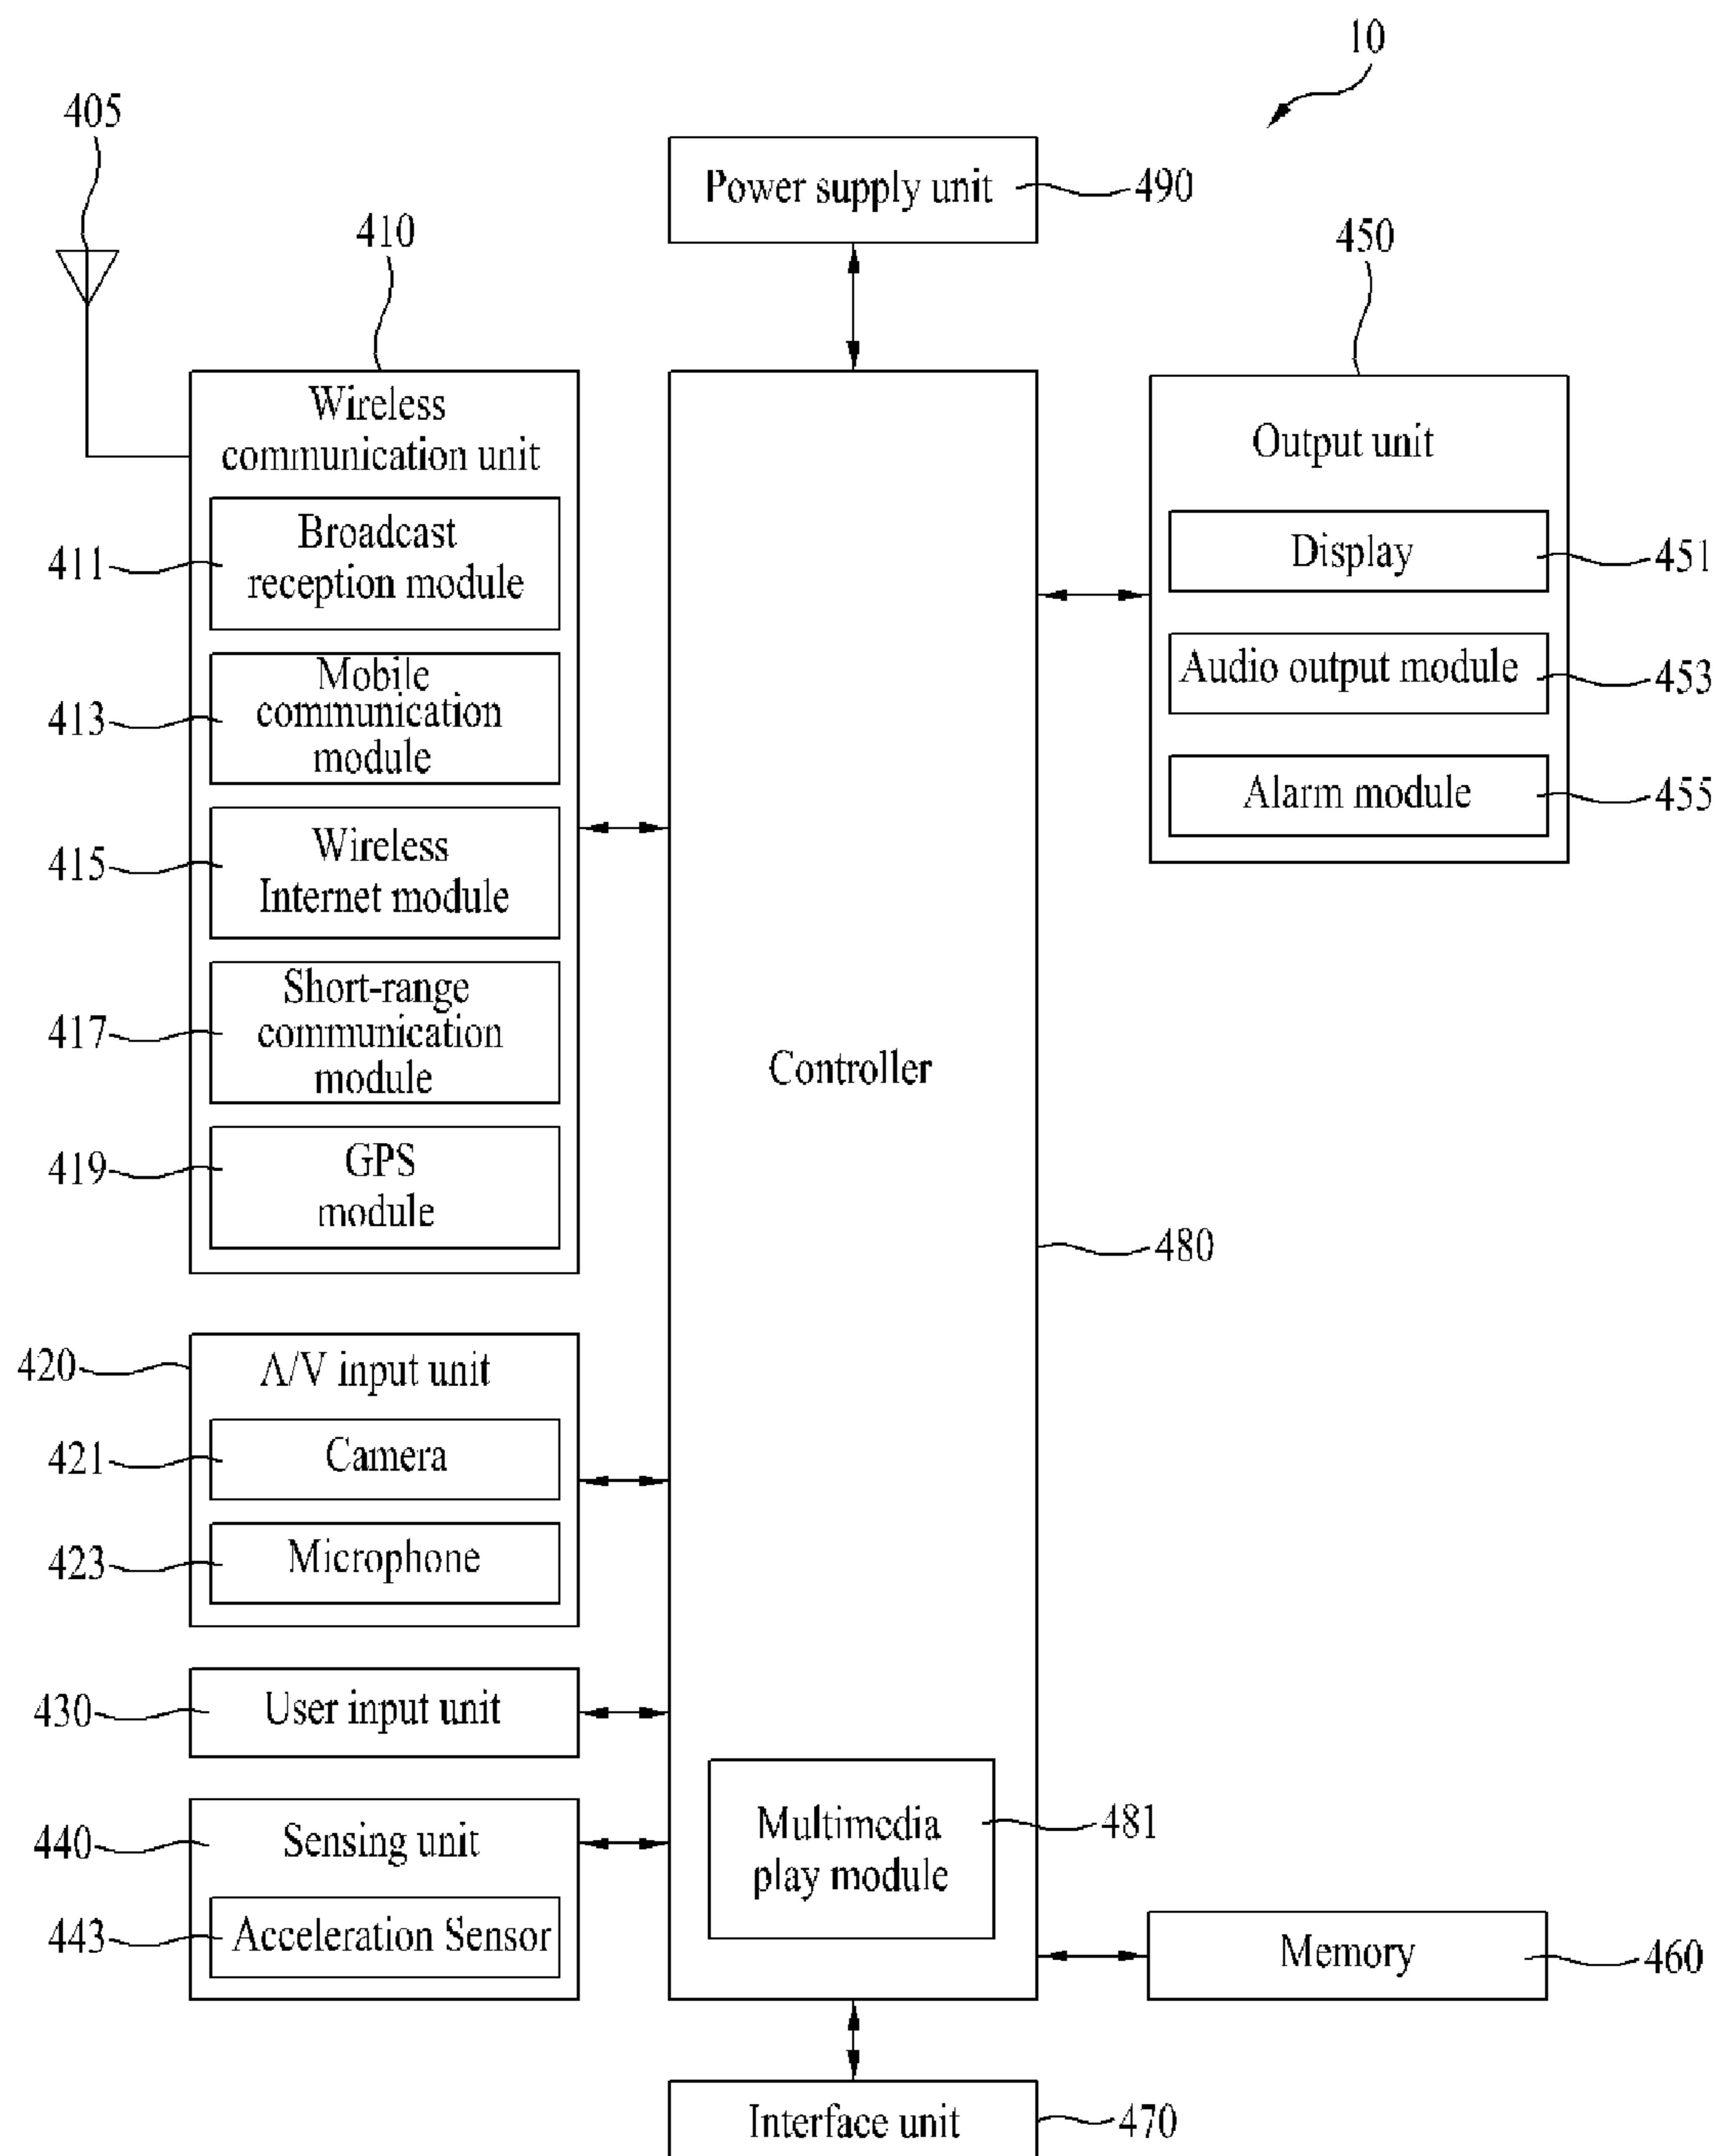 10
405
Power supply unit
490
410
450
Wireless
communication unit
Output unit
Broadcast
reception module
411
Display
451
Mobile
communication
module
413
Audio output module
453
Wireless
Internet module
415
Alarm module
455
Short-range
communication
module
417
Controller
GPS
module
419
480
420
A/V input unit
421
Camera
423
Microphone
430
User input unit
440
Sensing unit
Multimedia
play module
481
443
Acceleration Sensor
Memory
460
Interface unit
470